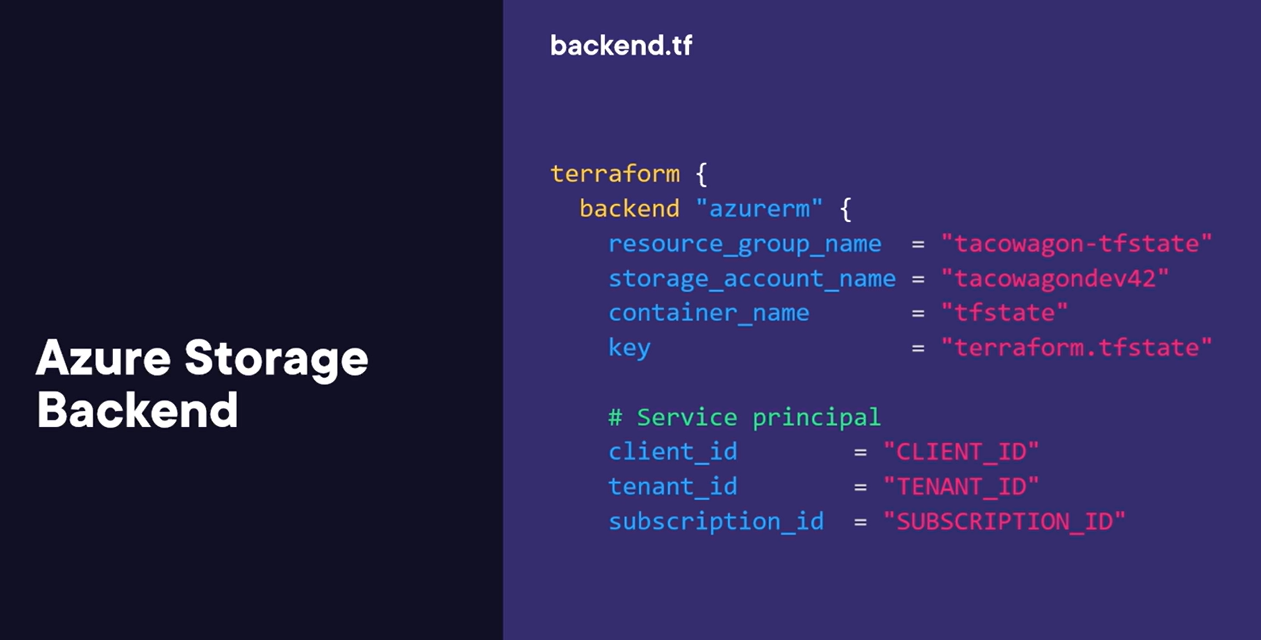 Azure Storage
Backend
backend.tf
terraform {
  backend "azurerm" {
    resource_group_name  = "tacowagon-tfstate"
    storage_account_name = "tacowagondev42"
    container_name       = "tfstate"
    key                  = "terraform.tfstate"
    # Service principal
    client_id        = "CLIENT_ID"
    tenant_id        = "TENANT_ID"
    subscription_id  = "SUBSCRIPTION_ID"